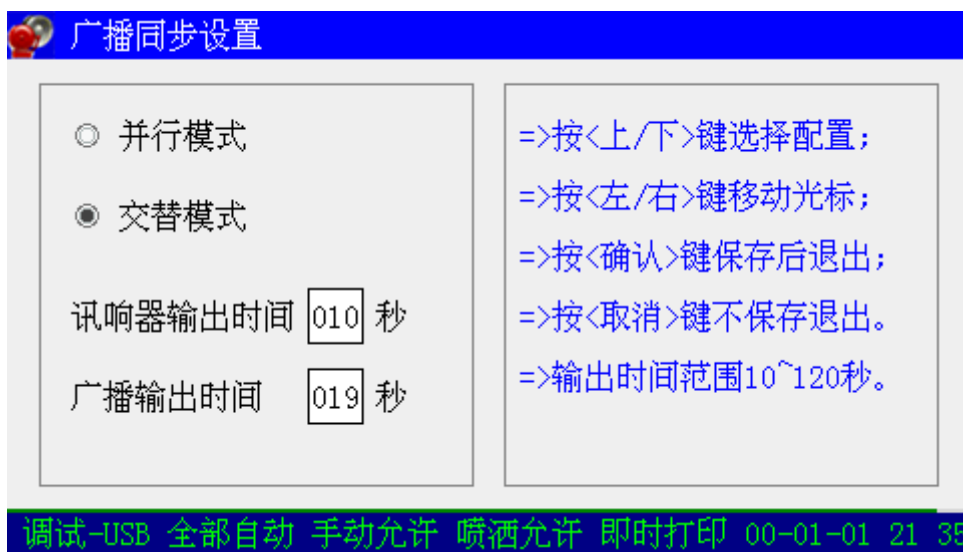 广播同步设置
并行模式
交替模式
讯响器输出时间 010 秒
广播输出时间 019 秒
=>按<上/下>键选择配置;
=>按<左/右>键移动光标;
=>按<确认>键保存后退出;
=>按<取消>键不保存退出。
=>输出时间范围10~120秒。
调试-USB 全部自动 手动允许 喷洒允许 即时打印 00-01-01 21 35